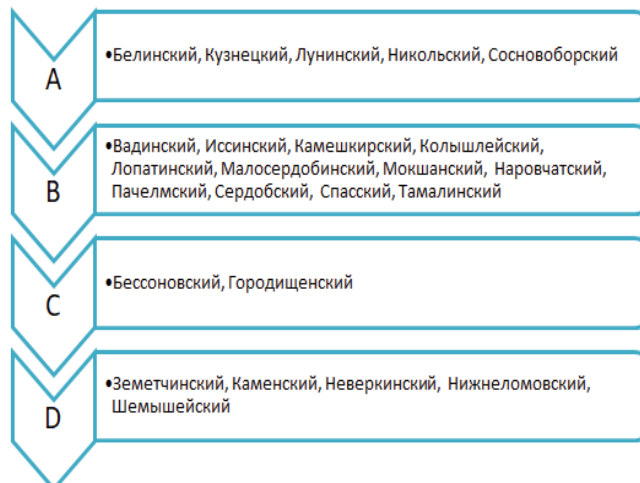 A
•Белинский, Кузнецкий, Лунинский, Никольский, Сосновоборский
B
•Вадинский, Иссинский, Камешкирский, Колышлейский,
Лопатинский, Малосердобинский, Мокшанский, Наровчатский,
Пачелмский, Сердобский, Спасский, Тамалинский
C
•Бессоновский, Городищенский
D
•Земетчинский, Каменский, Неверкинский, Нижнеломовский,
Шемышейский